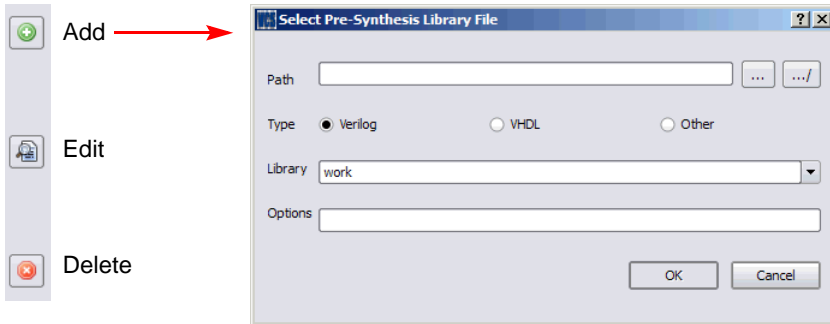 Add
Edit
Delete
Select Pre-Synthesis Library File
?
Path
...
.../
Type
Verilog
VHDL
Other
Library
work
Options
OK
Cancel